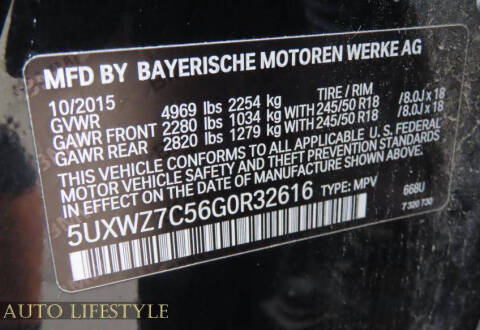 MFD BY BAYERISCHE MOTOREN WERKE AG
10/2015 TIRE / RIM
GVWR 4969 lbs 2254 kg
GAWR FRONT 2280 lbs 1034 kg WITH 245/50 R18 /8.0J x 18
GAWR REAR 2820 lbs 1279 kg WITH 245/50 R18 /8.0J x 18
THIS VEHICLE CONFORMS TO ALL APPLICABLE U.S. FEDERAL
MOTOR VEHICLE SAFETY AND THEFT PREVENTION STANDARDS
IN EFFECT ON THE DATE OF MANUFACTURE SHOWN ABOVE.
5UXWZ7C56G0R32616 TYPE: MPV 668U
7 320 730
AUTO LIFESTYLE